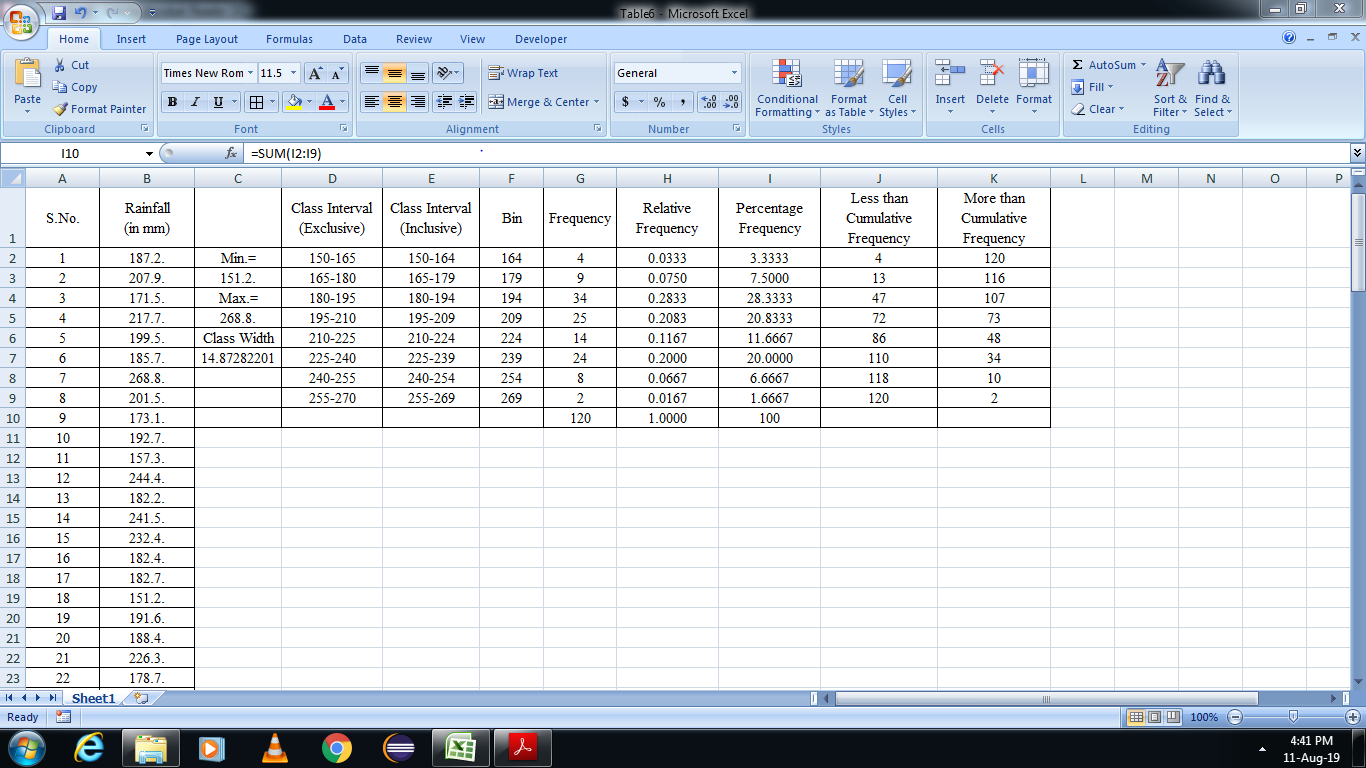 Table6 - Microsoft Excel
Home Insert Page Layout Formulas Data Review View Developer
Paste
Cut
Copy
Format Painter
Clipboard
Times New Rom 11.5
B I U
Font
Wrap Text
Merge & Center
Alignment
General
$ % ,
Number
Conditional Formatting
Format as Table
Cell Styles
Styles
Insert Delete Format
Cells
Σ AutoSum
Fill
Clear
Sort & Filter
Find & Select
Editing
I10 fx =SUM(I2:I9)
A B C D E F G H I J K L M N O P
1 S.No. Rainfall (in mm) Class Interval (Exclusive) Class Interval (Inclusive) Bin Frequency Relative Frequency Percentage Frequency Less than Cumulative Frequency More than Cumulative Frequency
2 1 187.2. Min.= 150-165 150-164 164 4 0.0333 3.3333 4 120
3 2 207.9. 151.2. 165-180 165-179 179 9 0.0750 7.5000 13 116
4 3 171.5. Max.= 180-195 180-194 194 34 0.2833 28.3333 47 107
5 4 217.7. 268.8. 195-210 195-209 209 25 0.2083 20.8333 72 73
6 5 199.5. Class Width 210-225 210-224 224 14 0.1167 11.6667 86 48
7 6 185.7. 14.87282201 225-240 225-239 239 24 0.2000 20.0000 110 34
8 7 268.8. 240-255 240-254 254 8 0.0667 6.6667 118 10
9 8 201.5. 255-270 255-269 269 2 0.0167 1.6667 120 2
10 9 173.1. 120 1.0000 100
11 10 192.7.
12 11 157.3.
13 12 244.4.
14 13 182.2.
15 14 241.5.
16 15 232.4.
17 16 182.4.
18 17 182.7.
19 18 151.2.
20 19 191.6.
21 20 188.4.
22 21 226.3.
23 22 178.7.
Sheet1
Ready 100%
4:41 PM
11-Aug-19